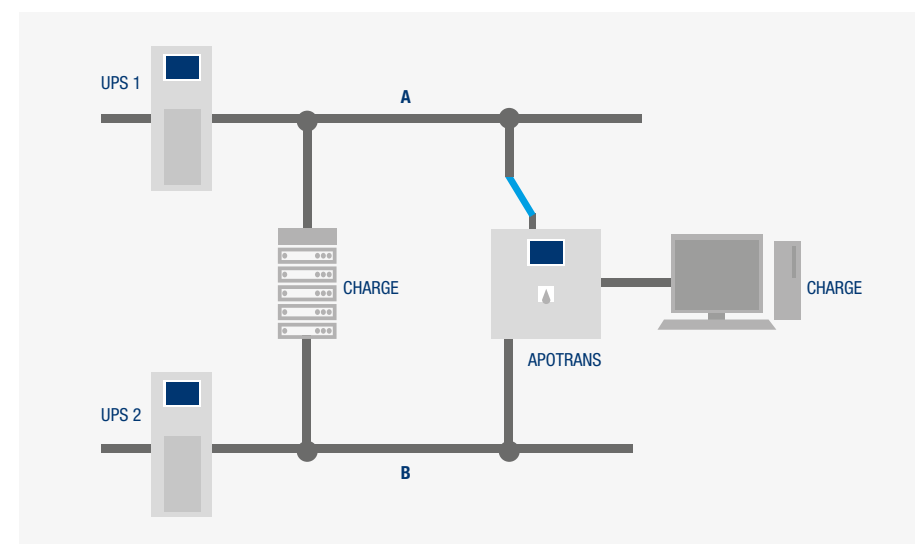 UPS 1
A
CHARGE
CHARGE
APOTRANS
UPS 2
B